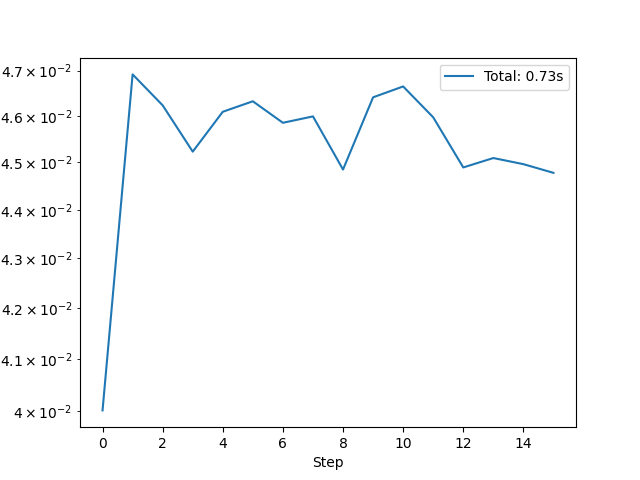 Total: 0.73s
4.7 × 10⁻²
4.6 × 10⁻²
4.5 × 10⁻²
4.4 × 10⁻²
4.3 × 10⁻²
4.2 × 10⁻²
4.1 × 10⁻²
4 × 10⁻²
0 2 4 6 8 10 12 14
Step